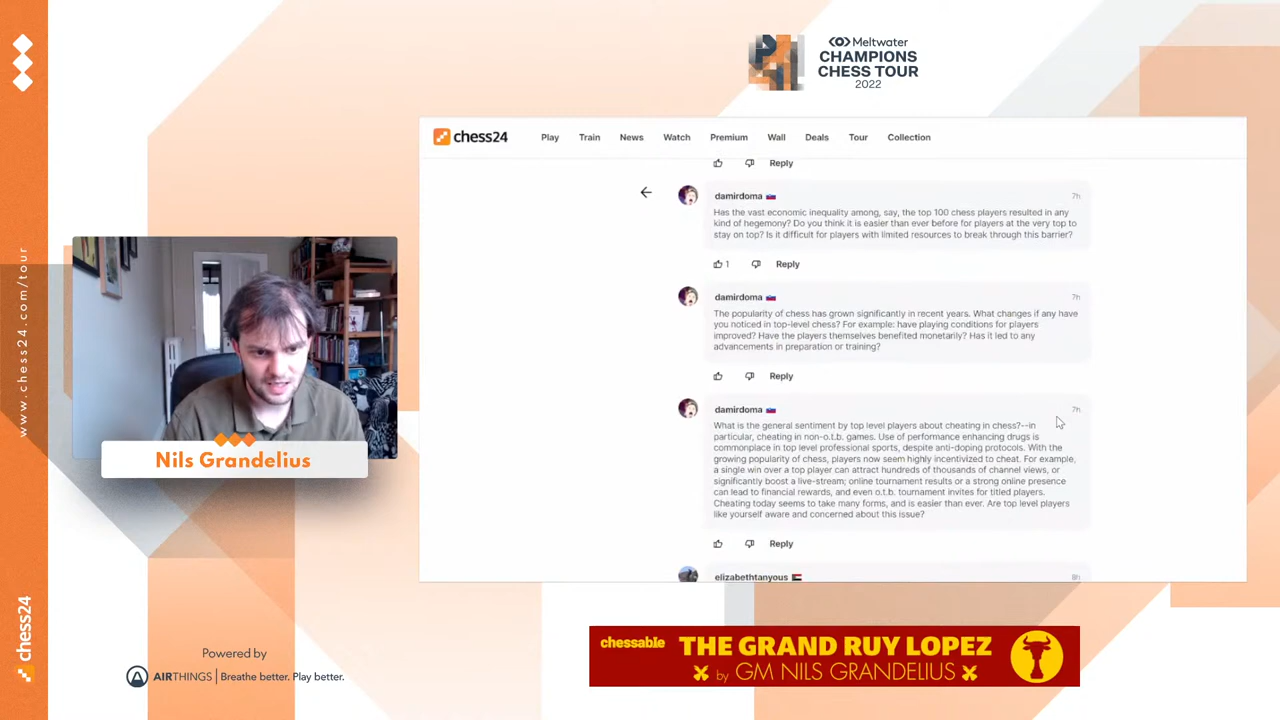 www.chess24.com/tour
chess24
Meltwater
CHAMPIONS
CHESS TOUR
2022
chess24
Play Train News Watch Premium Wall Deals Tour Collection
Reply
damirdoma 7h
Has the vast economic inequality among, say, the top 100 chess players resulted in any
kind of hegemony? Do you think it is easier than ever before for players at the very top to
stay on top? Is it difficult for players with limited resources to break through this barrier?
1 Reply
damirdoma 7h
The popularity of chess has grown significantly in recent years. What changes if any have
you noticed in top-level chess? For example: have playing conditions for players
improved? Have the players themselves benefited monetarily? Has it led to any
advancements in preparation or training?
Reply
damirdoma 7h
What is the general sentiment by top level players about cheating in chess?--in
particular, cheating in non-o.t.b. games. Use of performance enhancing drugs is
commonplace in top level professional sports, despite anti-doping protocols. With the
growing popularity of chess, players now seem highly incentivized to cheat. For example,
a single win over a top player can attract hundreds of thousands of channel views, or
significantly boost a live-stream; online tournament results or a strong online presence
can lead to financial rewards, and even o.t.b. tournament invites for titled players.
Cheating today seems to take many forms, and is easier than ever. Are top level players
like yourself aware and concerned about this issue?
Reply
elizabethtanyous 8h
Nils Grandelius
Powered by
AIRTHINGS | Breathe better. Play better.
chessable THE GRAND RUY LOPEZ
by GM NILS GRANDELIUS